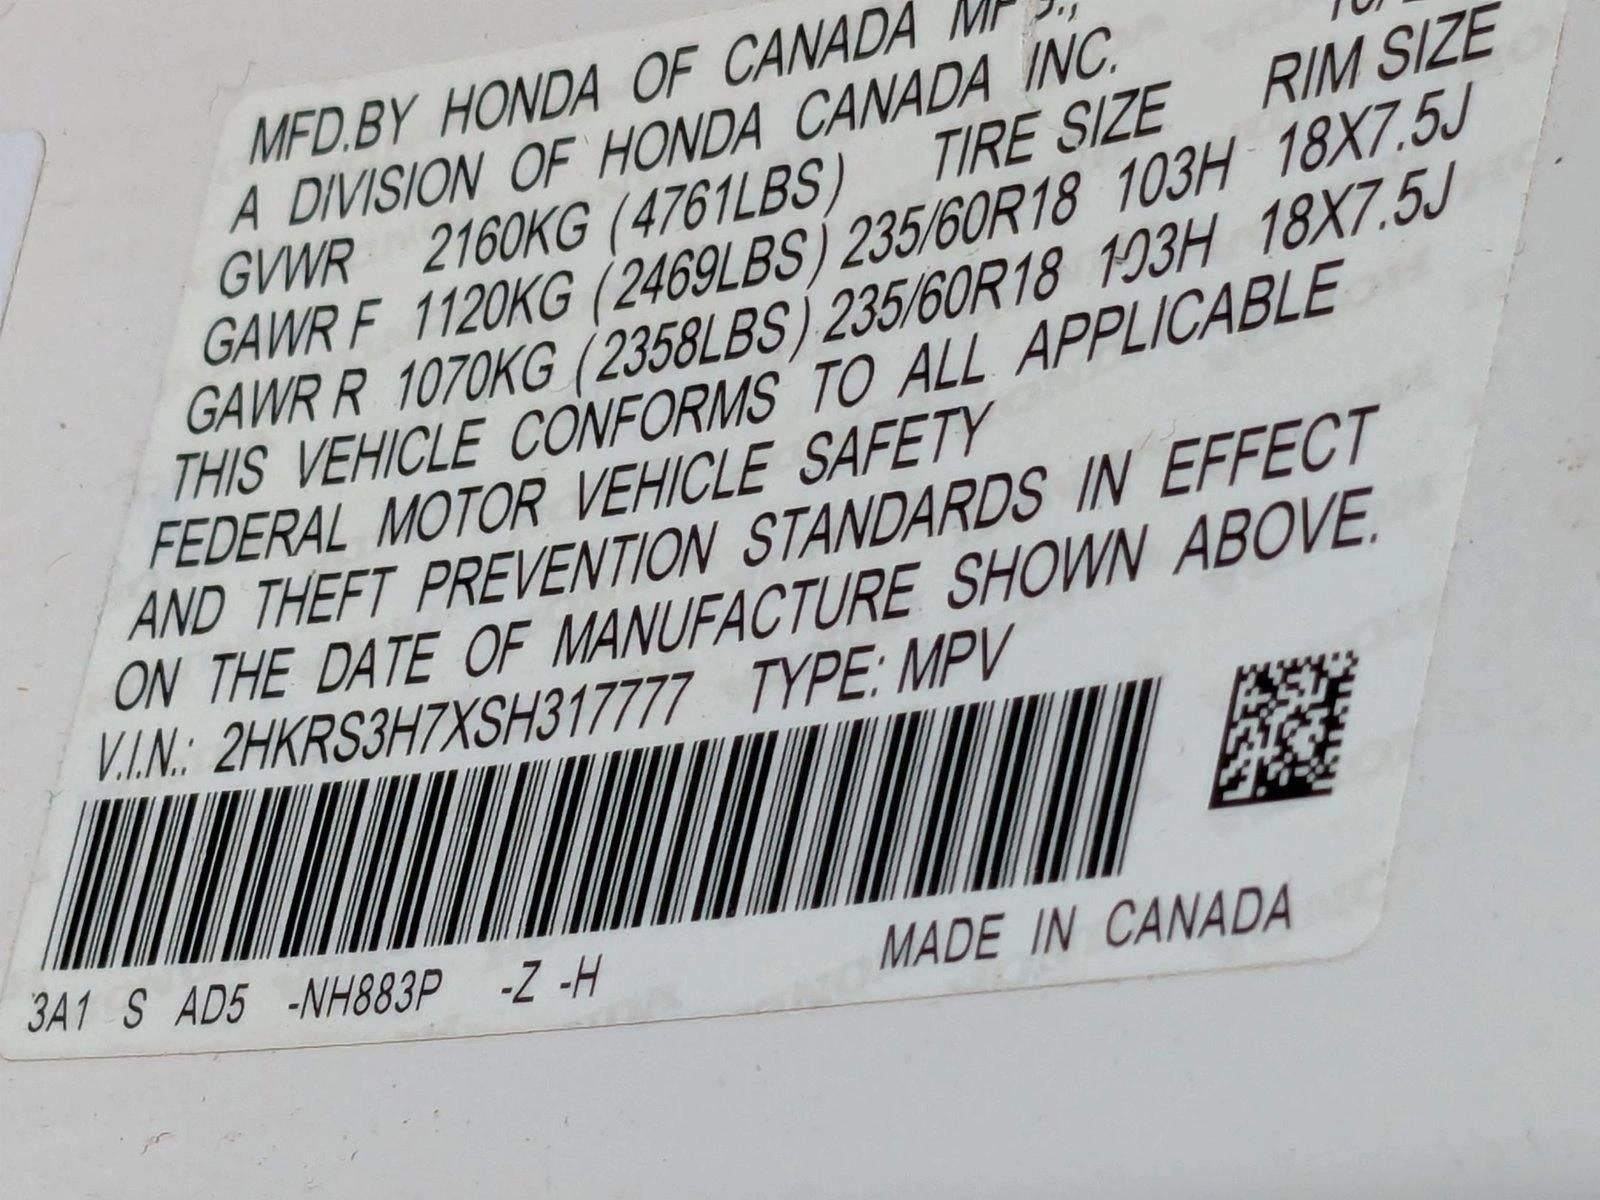 MFD.BY HONDA OF CANADA
A DIVISION OF HONDA CANADA INC.
GVWR 2160KG (4761LBS) TIRE SIZE RIM SIZE
GAWR F 1120KG (2469LBS) 235/60R18 103H 18X7.5J
GAWR R 1070KG (2358LBS) 235/60R18 103H 18X7.5J
THIS VEHICLE CONFORMS TO ALL APPLICABLE
FEDERAL MOTOR VEHICLE SAFETY
AND THEFT PREVENTION STANDARDS IN EFFECT
ON THE DATE OF MANUFACTURE SHOWN ABOVE.
V.I.N.: 2HKRS3H7XSH317777 TYPE: MPV
MADE IN CANADA
3A1 S AD5 -NH883P -Z -H